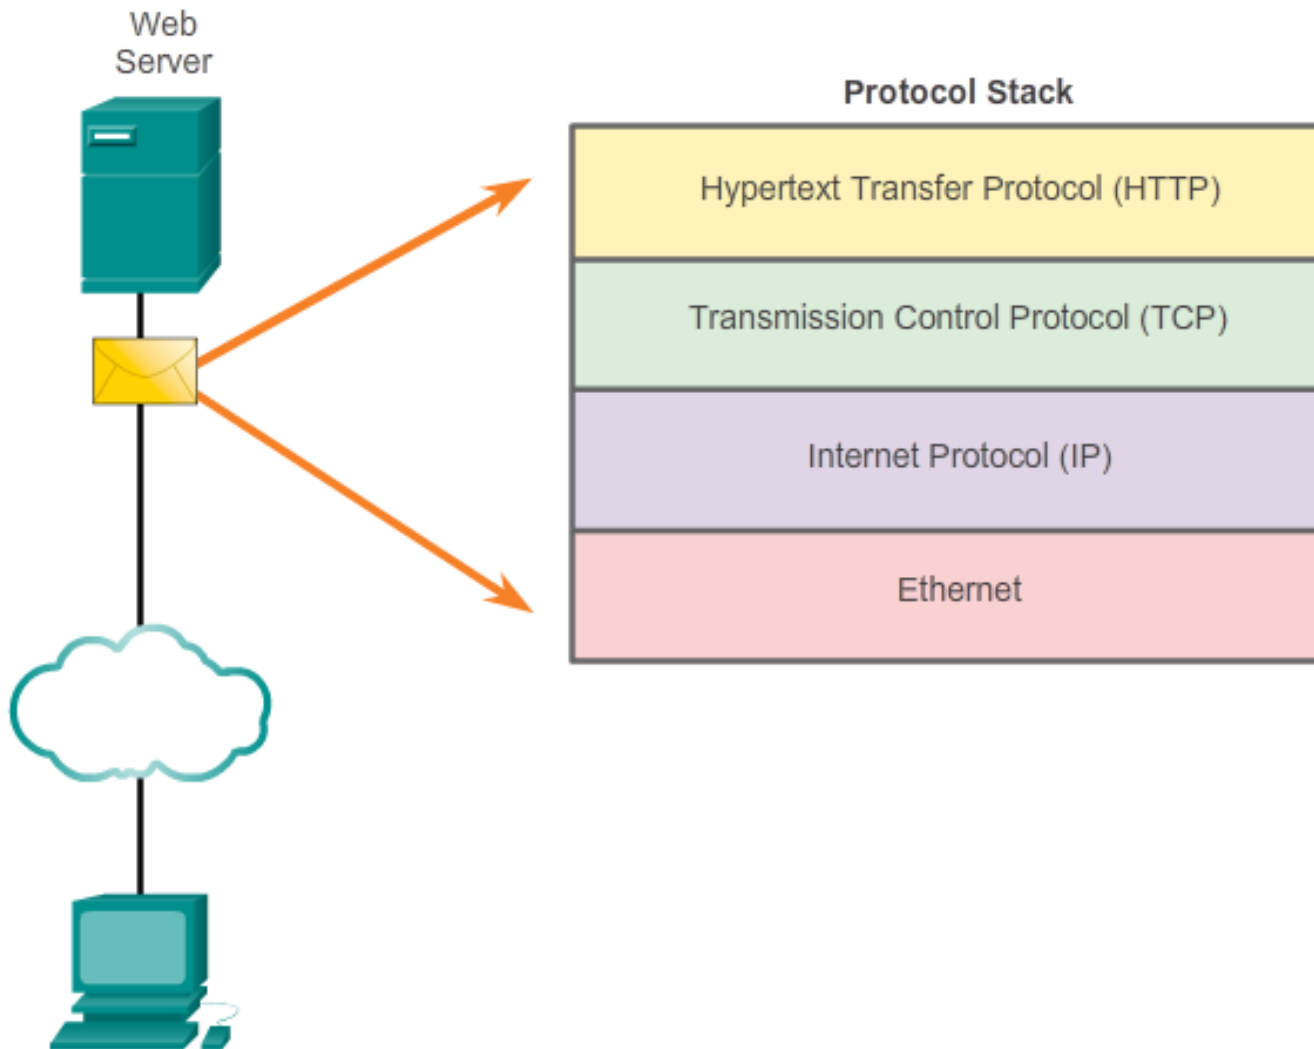 Web
Server
Protocol Stack
Hypertext Transfer Protocol (HTTP)
Transmission Control Protocol (TCP)
Internet Protocol (IP)
Ethernet